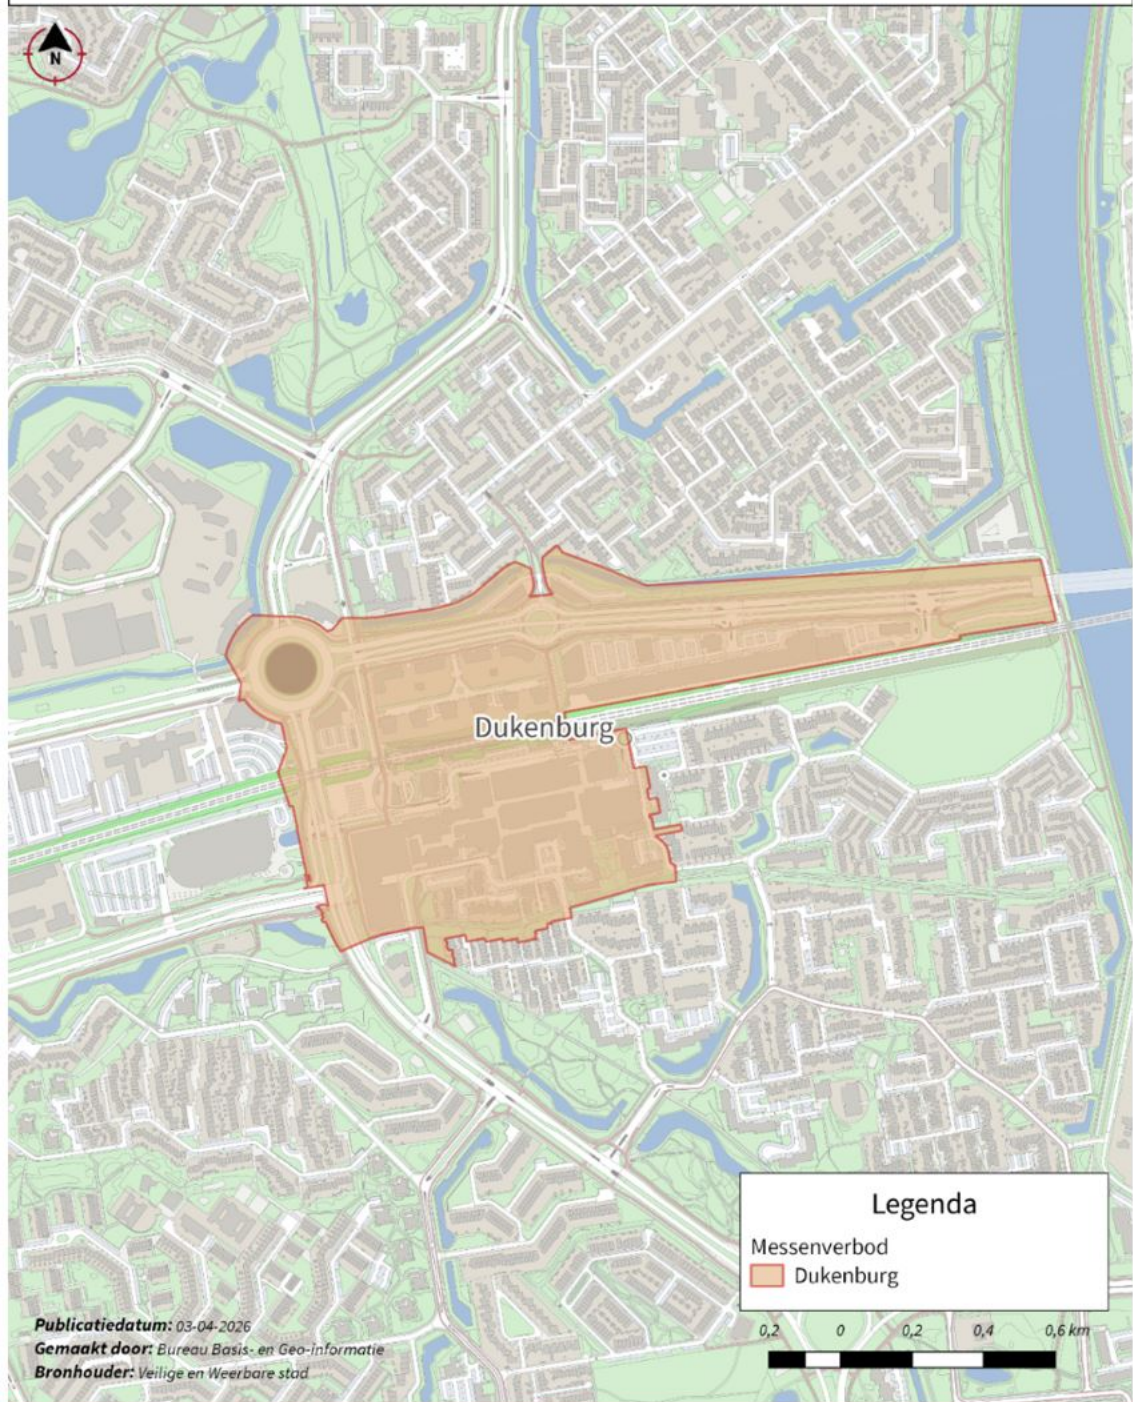 N
Dukenburg
Legenda
Messenverbod
Dukenburg
0,2 0 0,2 0,4 0,6 km
Publicatiedatum: 03-04-2026
Gemaakt door: Bureau Basis- en Geo-informatie
Bronhouder: Veilige en Weerbare stad